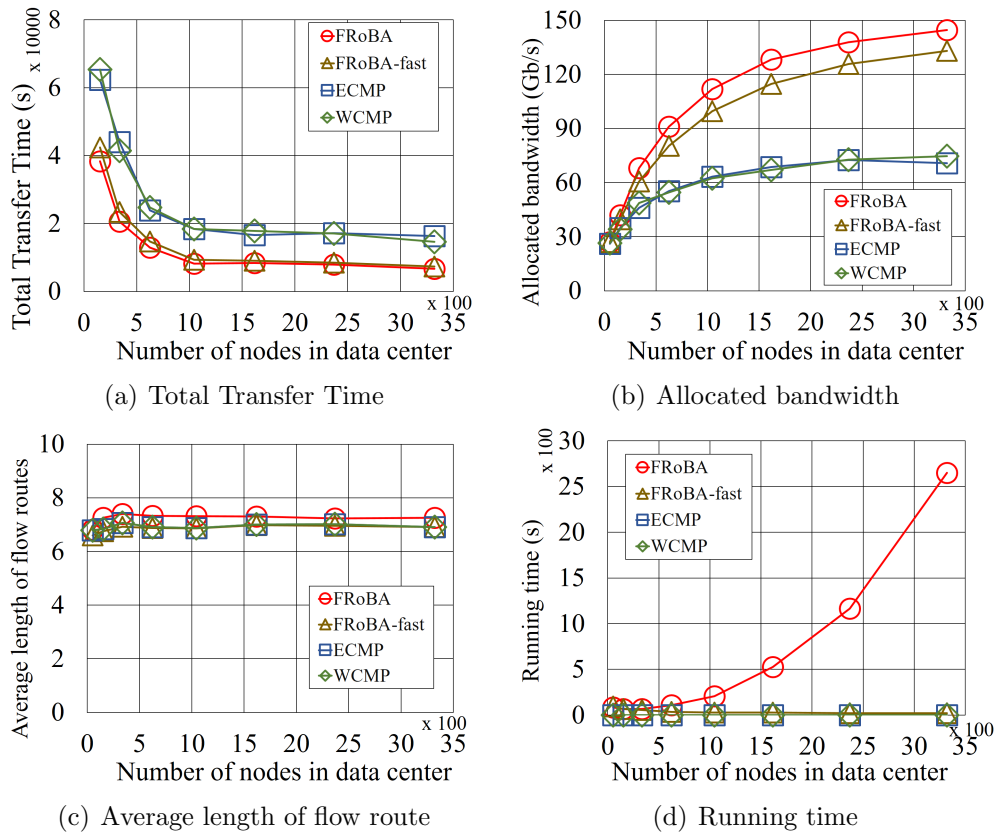 x 10000
Total Transfer Time (s)
8
6
4
2
0
FRoBA
FRoBA-fast
ECMP
WCMP
x 100
0 5 10 15 20 25 30 35
Number of nodes in data center
(a) Total Transfer Time
Allocated bandwidth (Gb/s)
150
120
90
60
30
0
FRoBA
FRoBA-fast
ECMP
WCMP
x 100
0 5 10 15 20 25 30 35
Number of nodes in data center
(b) Allocated bandwidth
Average length of flow routes
10
8
6
4
2
0
FRoBA
FRoBA-fast
ECMP
WCMP
x 100
0 5 10 15 20 25 30 35
Number of nodes in data center
(c) Average length of flow route
x 100
Running time (s)
30
25
20
15
10
5
0
FRoBA
FRoBA-fast
ECMP
WCMP
x 100
0 5 10 15 20 25 30 35
Number of nodes in data center
(d) Running time